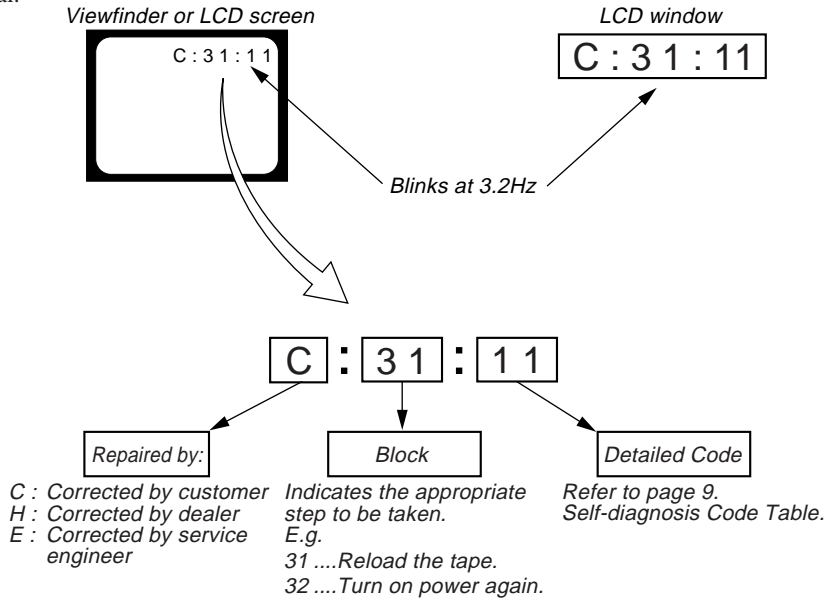 Viewfinder or LCD screen
LCD window
C : 3 1 : 1 1
C : 3 1 : 11
Blinks at 3.2Hz
C : 3 1 : 1 1
Repaired by:
Block
Detailed Code
C : Corrected by customer
H : Corrected by dealer
E : Corrected by service
engineer
Indicates the appropriate
step to be taken.
E.g.
31 ....Reload the tape.
32 ....Turn on power again.
Refer to page 9.
Self-diagnosis Code Table.